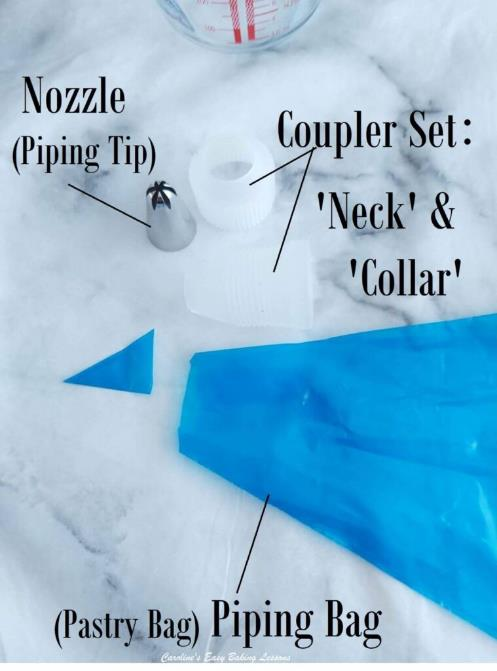 Nozzle
(Piping Tip)
Coupler Set:
'Neck' &
'Collar'
(Pastry Bag) Piping Bag
Caroline's Easy Baking Lessons